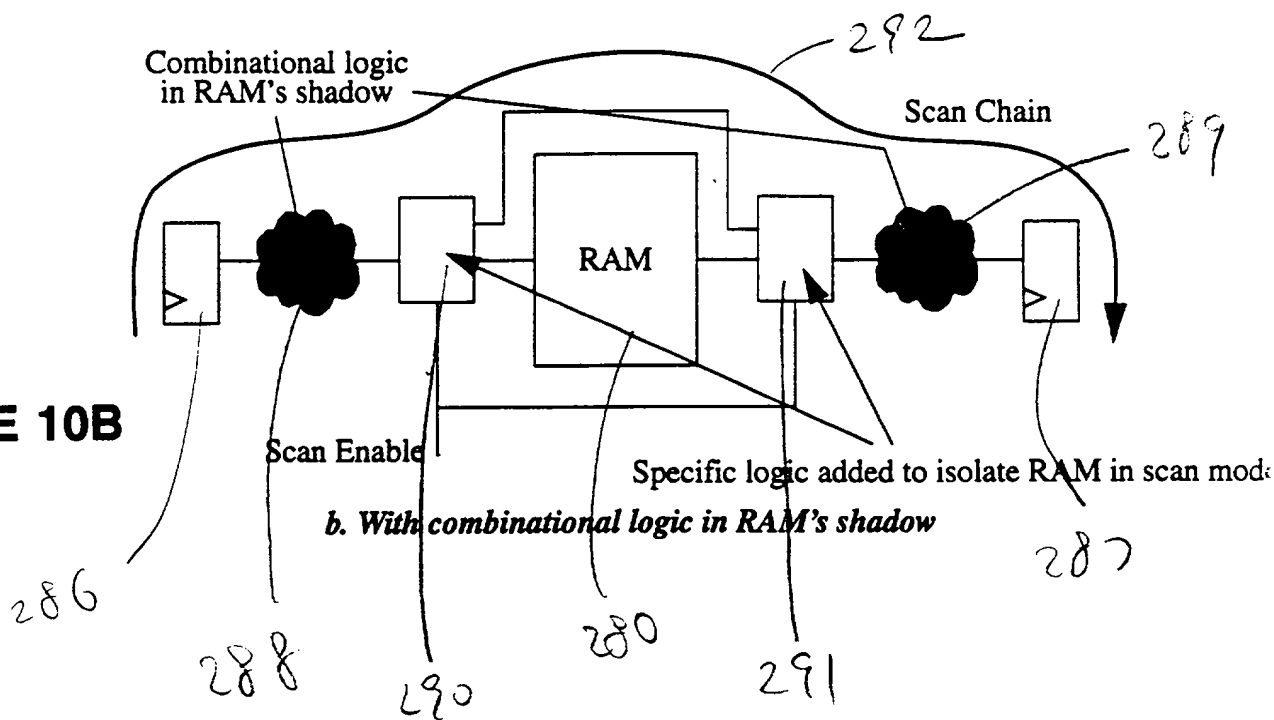 292
Combinational logic
in RAM's shadow
Scan Chain
289
RAM
E 10B
Scan Enable
Specific logic added to isolate RAM in scan mod
b. With combinational logic in RAM's shadow
286
288
290
280
291
287